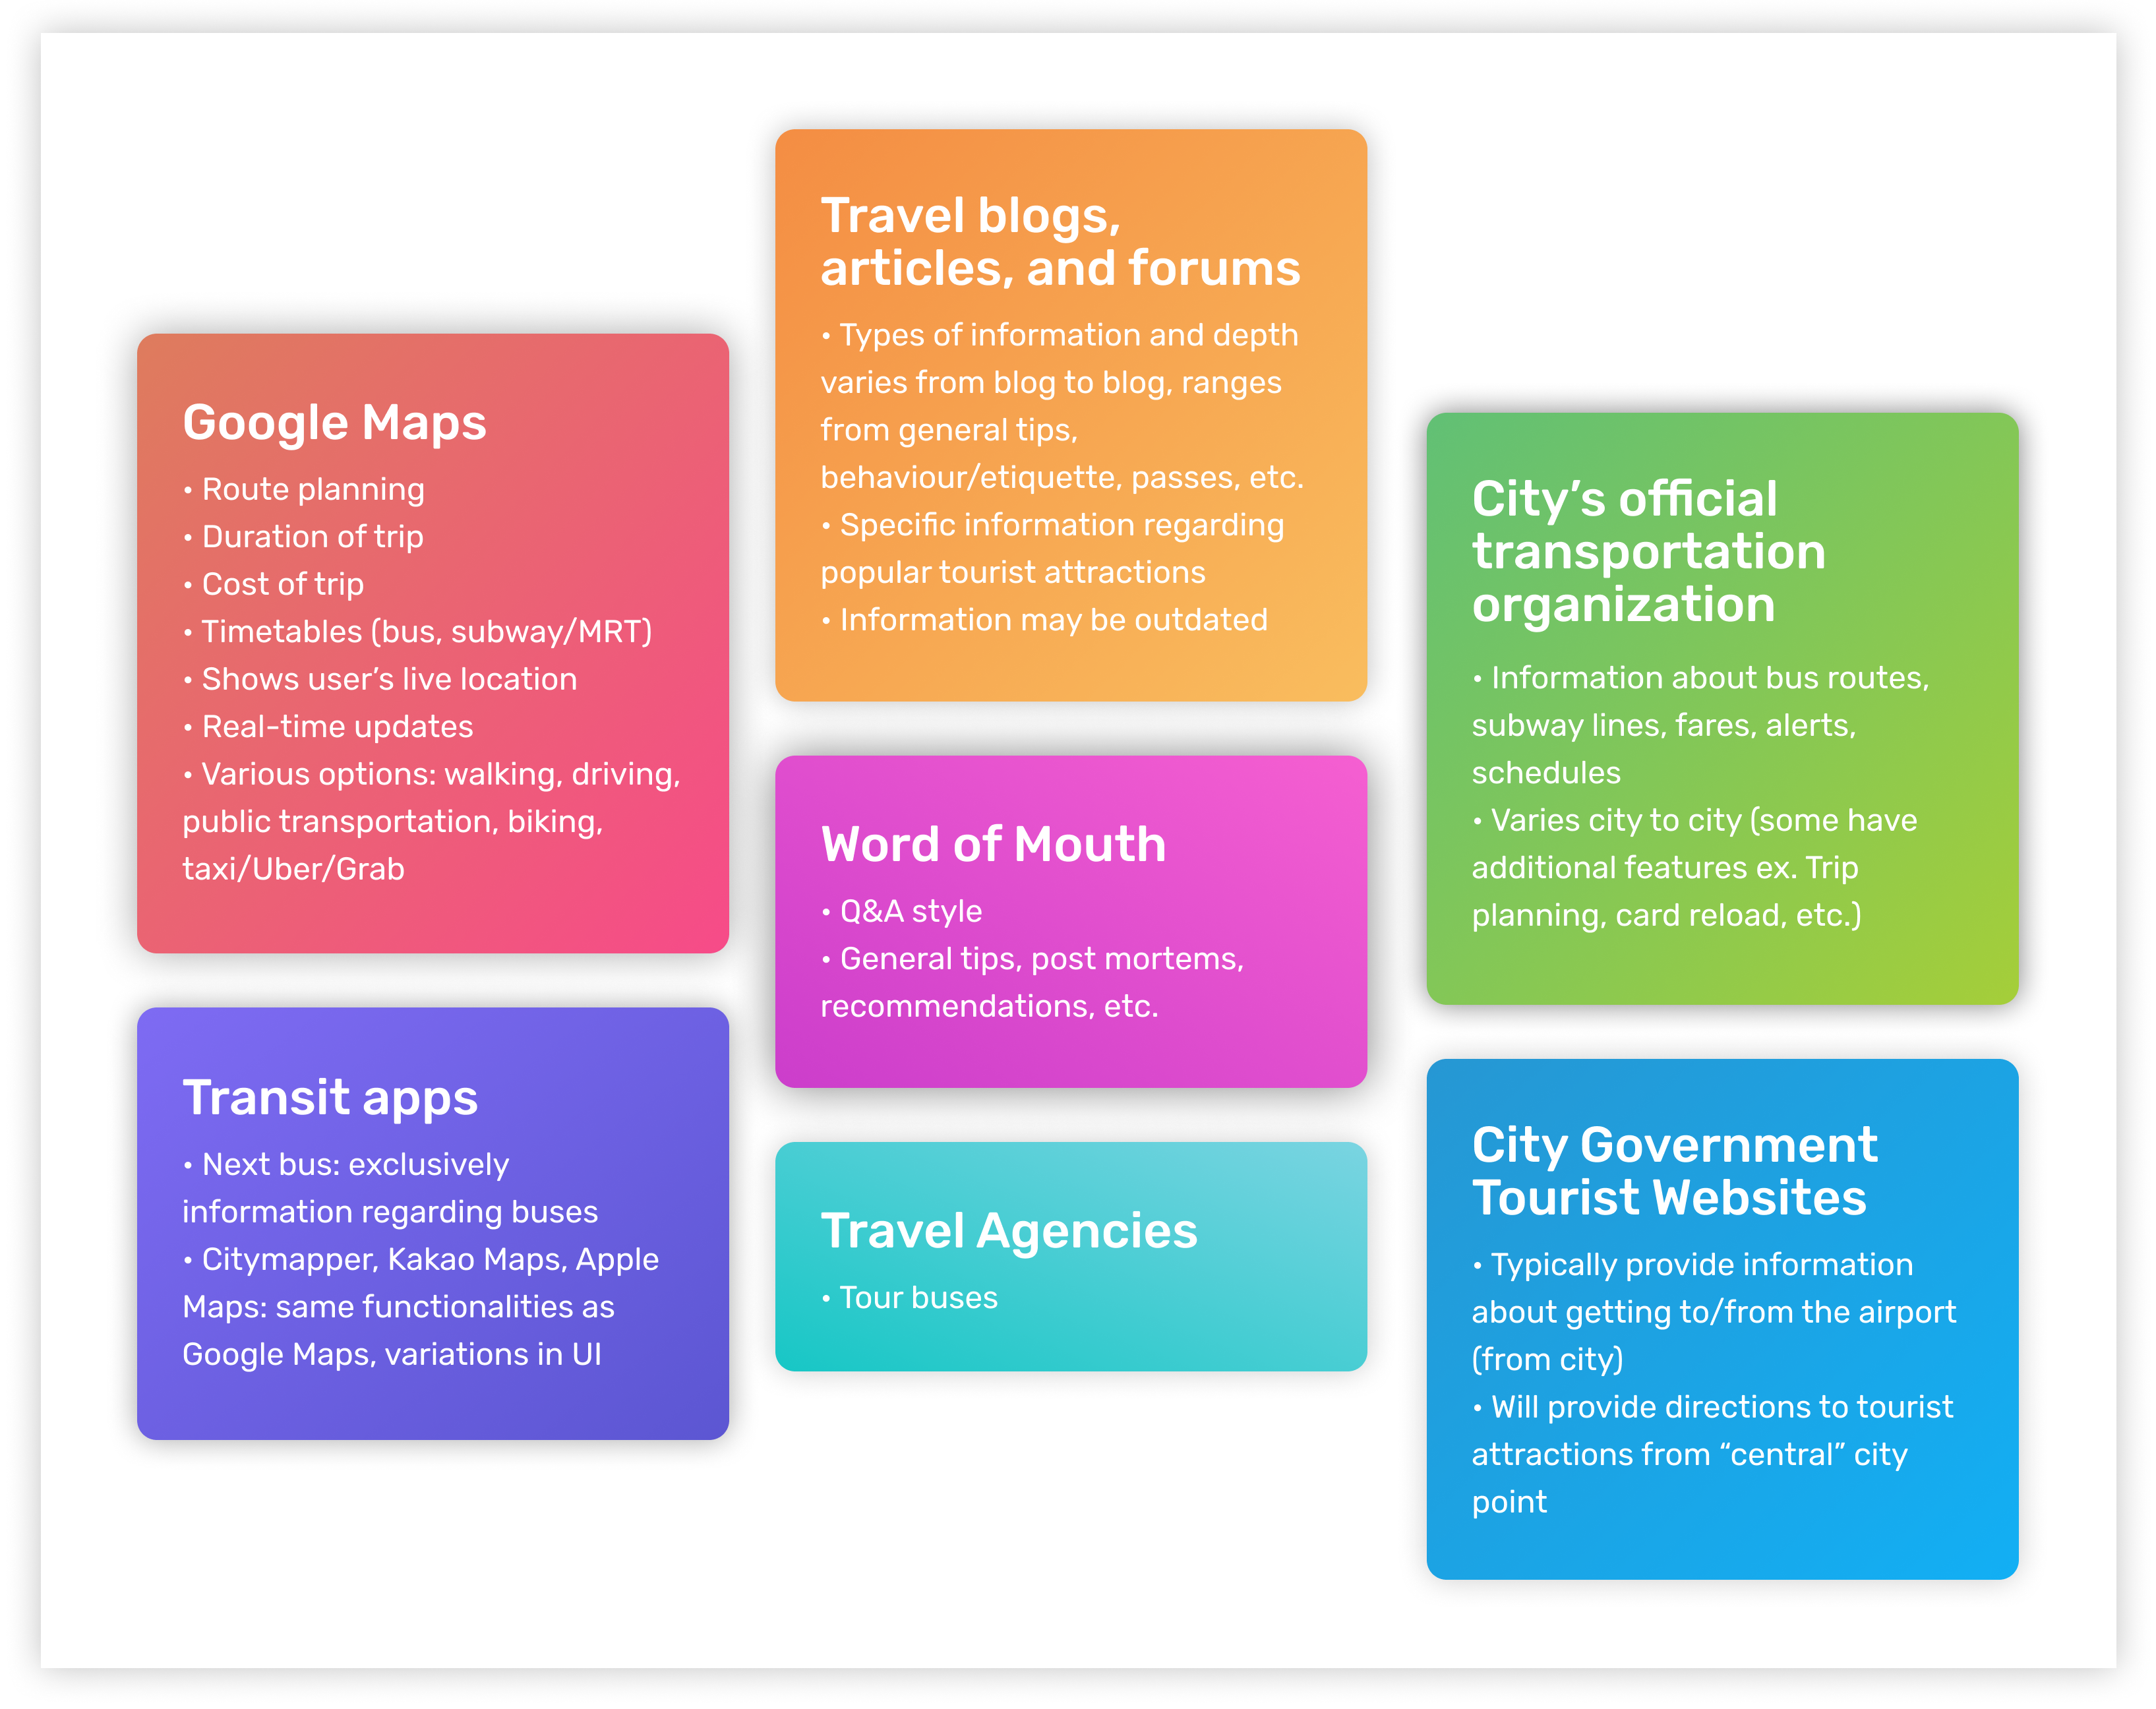 Google Maps
• Route planning
• Duration of trip
• Cost of trip
• Timetables (bus, subway/MRT)
• Shows user’s live location
• Real-time updates
• Various options: walking, driving,
public transportation, biking,
taxi/Uber/Grab
Transit apps
• Next bus: exclusively
information regarding buses
• Citymapper, Kakao Maps, Apple
Maps: same functionalities as
Google Maps, variations in UI
Travel blogs,
articles, and forums
• Types of information and depth
varies from blog to blog, ranges
from general tips,
behaviour/etiquette, passes, etc.
• Specific information regarding
popular tourist attractions
• Information may be outdated
Word of Mouth
• Q&A style
• General tips, post mortems,
recommendations, etc.
Travel Agencies
• Tour buses
City’s official
transportation
organization
• Information about bus routes,
subway lines, fares, alerts,
schedules
• Varies city to city (some have
additional features ex. Trip
planning, card reload, etc.)
City Government
Tourist Websites
• Typically provide information
about getting to/from the airport
(from city)
• Will provide directions to tourist
attractions from “central” city
point